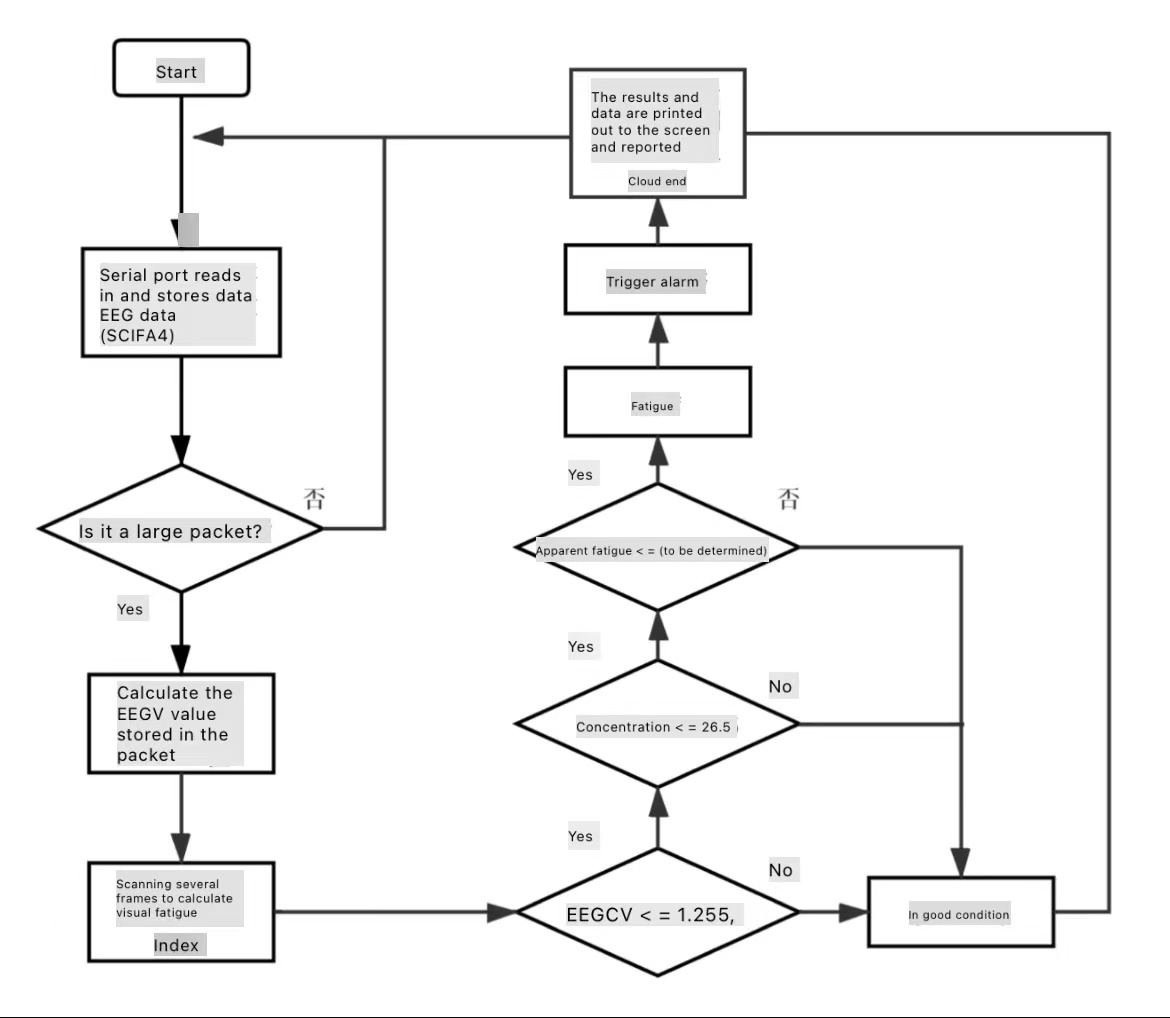 Start
The results and
data are printed
out to the screen
and reported
Cloud end
Serial port reads
in and stores data
EEG data
(SCIFA4)
Trigger alarm
Fatigue
Yes
否
否
Is it a large packet?
Apparent fatigue < = (to be determined)
Yes
Yes
No
Calculate the
EEGV value
stored in the
packet
Concentration < = 26.5
Yes
No
Scanning several
frames to calculate
visual fatigue
Index
EEGCV < = 1.255,
In good condition